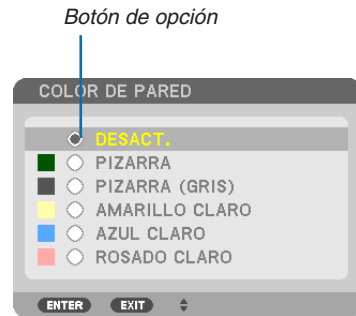 Botón de opción
COLOR DE PARED
DESACT.
PIZARRA
PIZARRA (GRIS)
AMARILLO CLARO
AZUL CLARO
ROSADO CLARO
ENTER EXIT